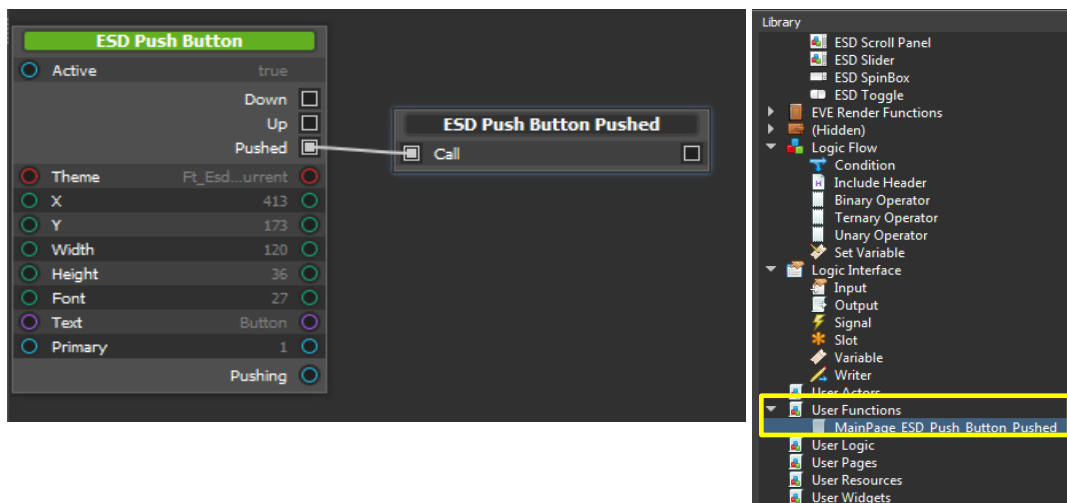 ESD Push Button
Active true
Down
Up
Pushed
Theme Ft_Esd...urrent
X 413
Y 173
Width 120
Height 36
Font 27
Text Button
Primary 1
Pushing
ESD Push Button Pushed
Call
Library
ESD Scroll Panel
ESD Slider
ESD SpinBox
ESD Toggle
EVE Render Functions
(Hidden)
Logic Flow
Condition
Include Header
Binary Operator
Ternary Operator
Unary Operator
Set Variable
Logic Interface
Input
Output
Signal
Slot
Variable
Writer
User Actors
User Functions
MainPage_ESD_Push_Button_Pushed
User Logic
User Pages
User Resources
User Widgets